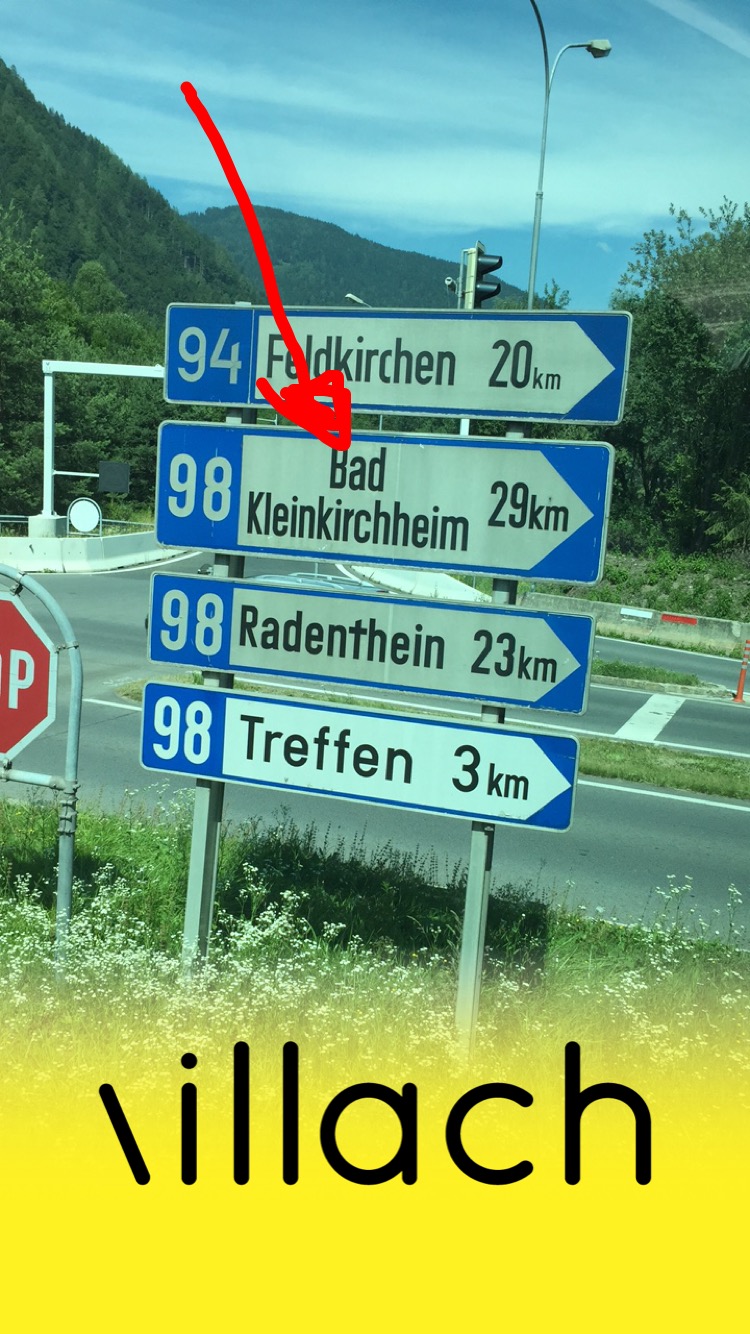 94 Feldkirchen 20km
Bad
98 Kleinkirchheim 29km
98 Radenthein 23km
OP
98 Treffen 3km
villach